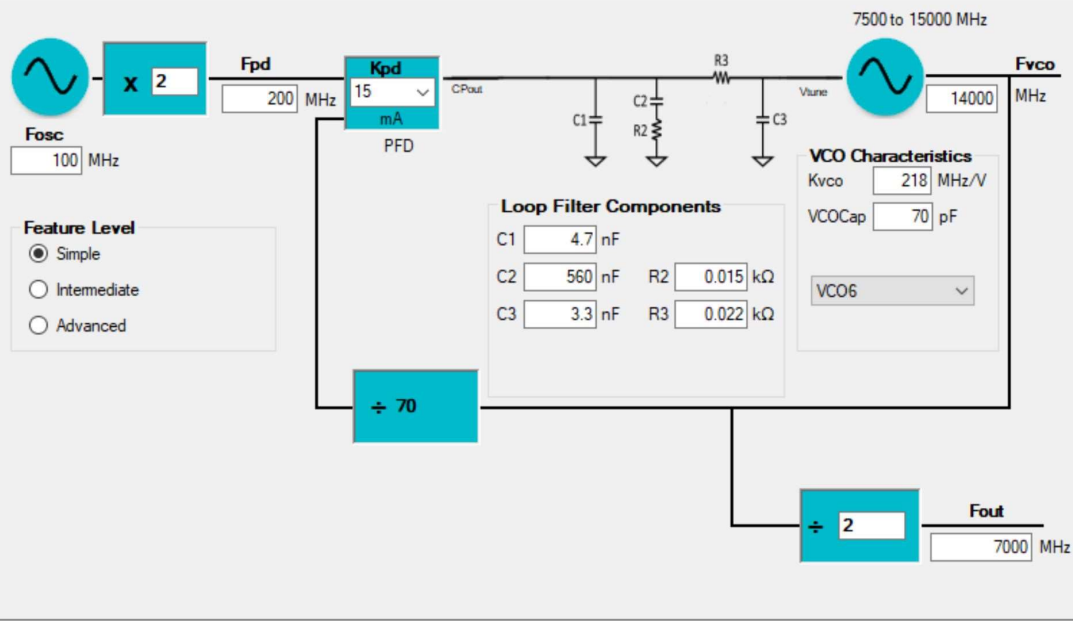 7500 to 15000 MHz
x 2
Fpd
200 MHz
Kpd
15
mA
PFD
CPout
R3
C1
C2
R2
C3
Vtune
Fvco
14000 MHz
Fosc
100 MHz
VCO Characteristics
Kvco 218 MHz/V
VCOCap 70 pF
VCO6
Feature Level
Simple
Intermediate
Advanced
Loop Filter Components
C1 4.7 nF
C2 560 nF R2 0.015 kΩ
C3 3.3 nF R3 0.022 kΩ
÷ 70
÷ 2
Fout
7000 MHz